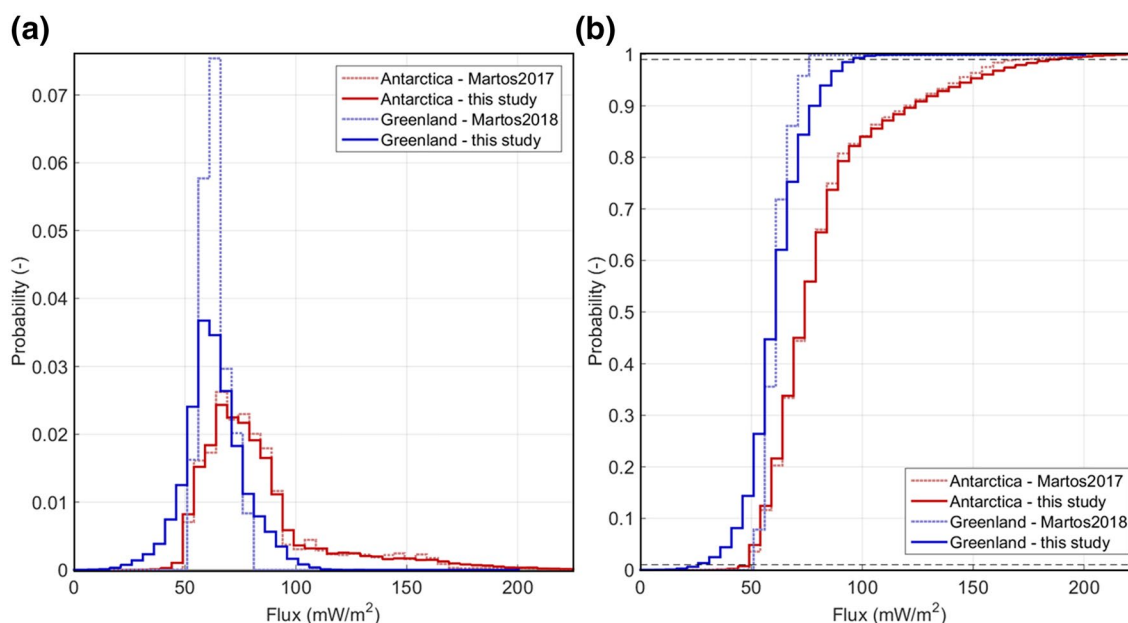 (a)
Probability (-)
0.07
0.06
0.05
0.04
0.03
0.02
0.01
0
0 50 100 150 200
Flux (mW/m²)
Antarctica - Martos2017
Antarctica - this study
Greenland - Martos2018
Greenland - this study
(b)
Probability (-)
1
0.9
0.8
0.7
0.6
0.5
0.4
0.3
0.2
0.1
0
0 50 100 150 200
Flux (mW/m²)
Antarctica - Martos2017
Antarctica - this study
Greenland - Martos2018
Greenland - this study